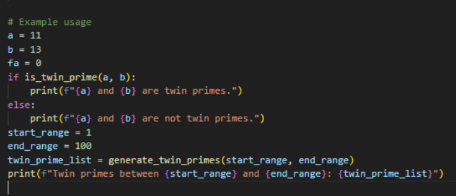 # Example usage
a = 11
b = 13
fa = 0
if is_twin_prime(a, b):
    print(f"{a} and {b} are twin primes.")
else:
    print(f"{a} and {b} are not twin primes.")
start_range = 1
end_range = 100
twin_prime_list = generate_twin_primes(start_range, end_range)
print(f"Twin primes between {start_range} and {end_range}: {twin_prime_list}")